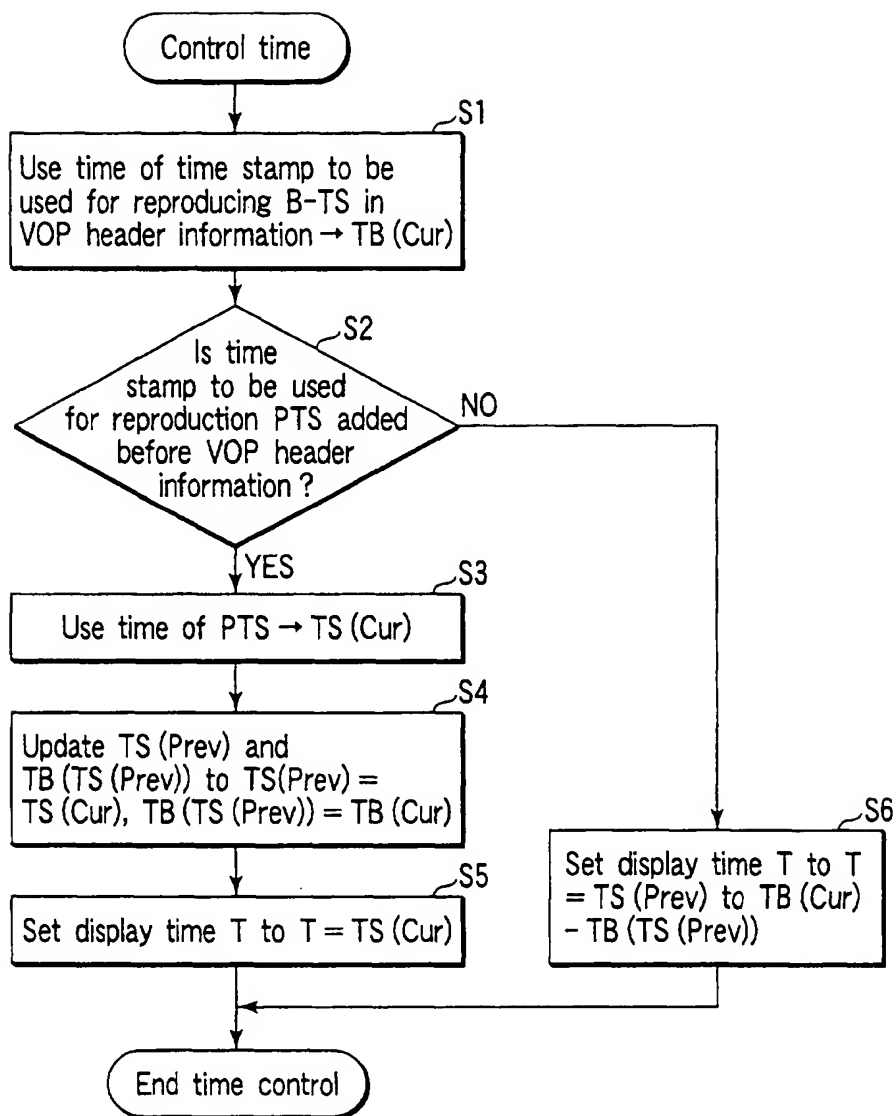 Control time
S1
Use time of time stamp to be
used for reproducing B-TS in
VOP header information → TB (Cur)
S2
Is time
stamp to be used
for reproduction PTS added
before VOP header
information ?
NO
YES
S3
Use time of PTS → TS (Cur)
S4
Update TS (Prev) and
TB (TS (Prev)) to TS(Prev) =
TS (Cur), TB (TS (Prev)) = TB (Cur)
S6
Set display time T to T
= TS (Prev) to TB (Cur)
- TB (TS (Prev))
S5
Set display time T to T = TS (Cur)
End time control